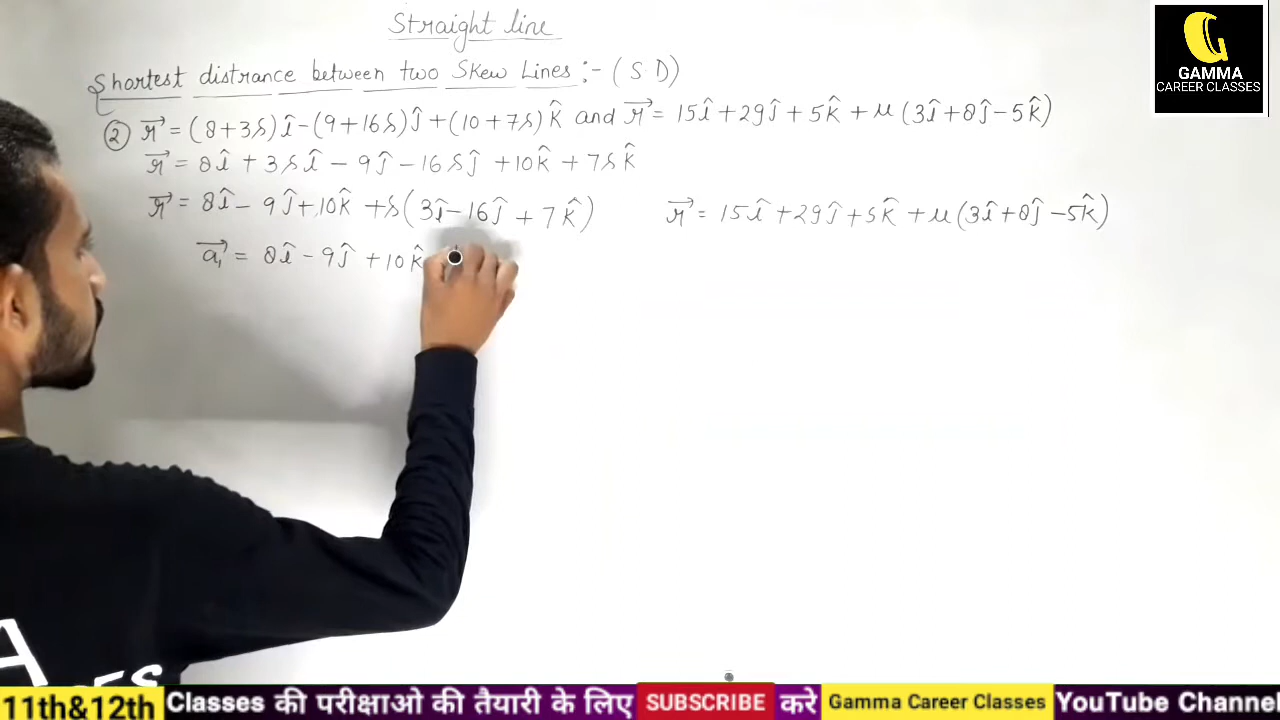 Straight line
Shortest distrance between two Skew Lines :- (S.D)
② r⃗ = (8+3s)î-(9+16s)ĵ+(10+7s)k̂ and r⃗ = 15î+29ĵ+5k̂+μ(3î+8ĵ-5k̂)
r⃗ = 8î + 3sî - 9ĵ - 16sĵ + 10k̂ + 7sk̂
r⃗ = 8î - 9ĵ + 10k̂ + s(3î - 16ĵ + 7k̂) r⃗ = 15î+29ĵ+5k̂+μ(3î+8ĵ-5k̂)
a⃗₁ = 8î - 9ĵ + 10k̂
GAMMA
CAREER CLASSES
11th&12th Classes की परीक्षाओ की तैयारी के लिए SUBSCRIBE करे Gamma Career Classes YouTube Channel